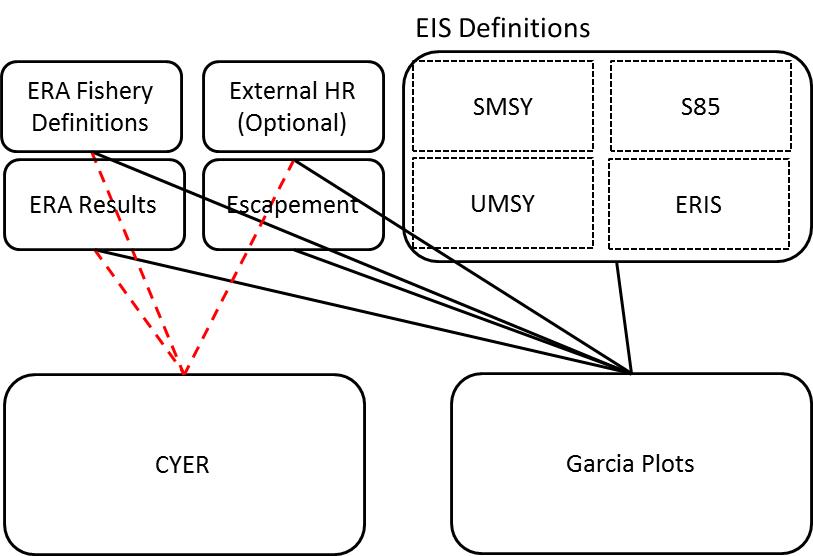 EIS Definitions
ERA Fishery
Definitions
External HR
(Optional)
SMSY
S85
ERA Results
Escapement
UMSY
ERIS
CYER
Garcia Plots